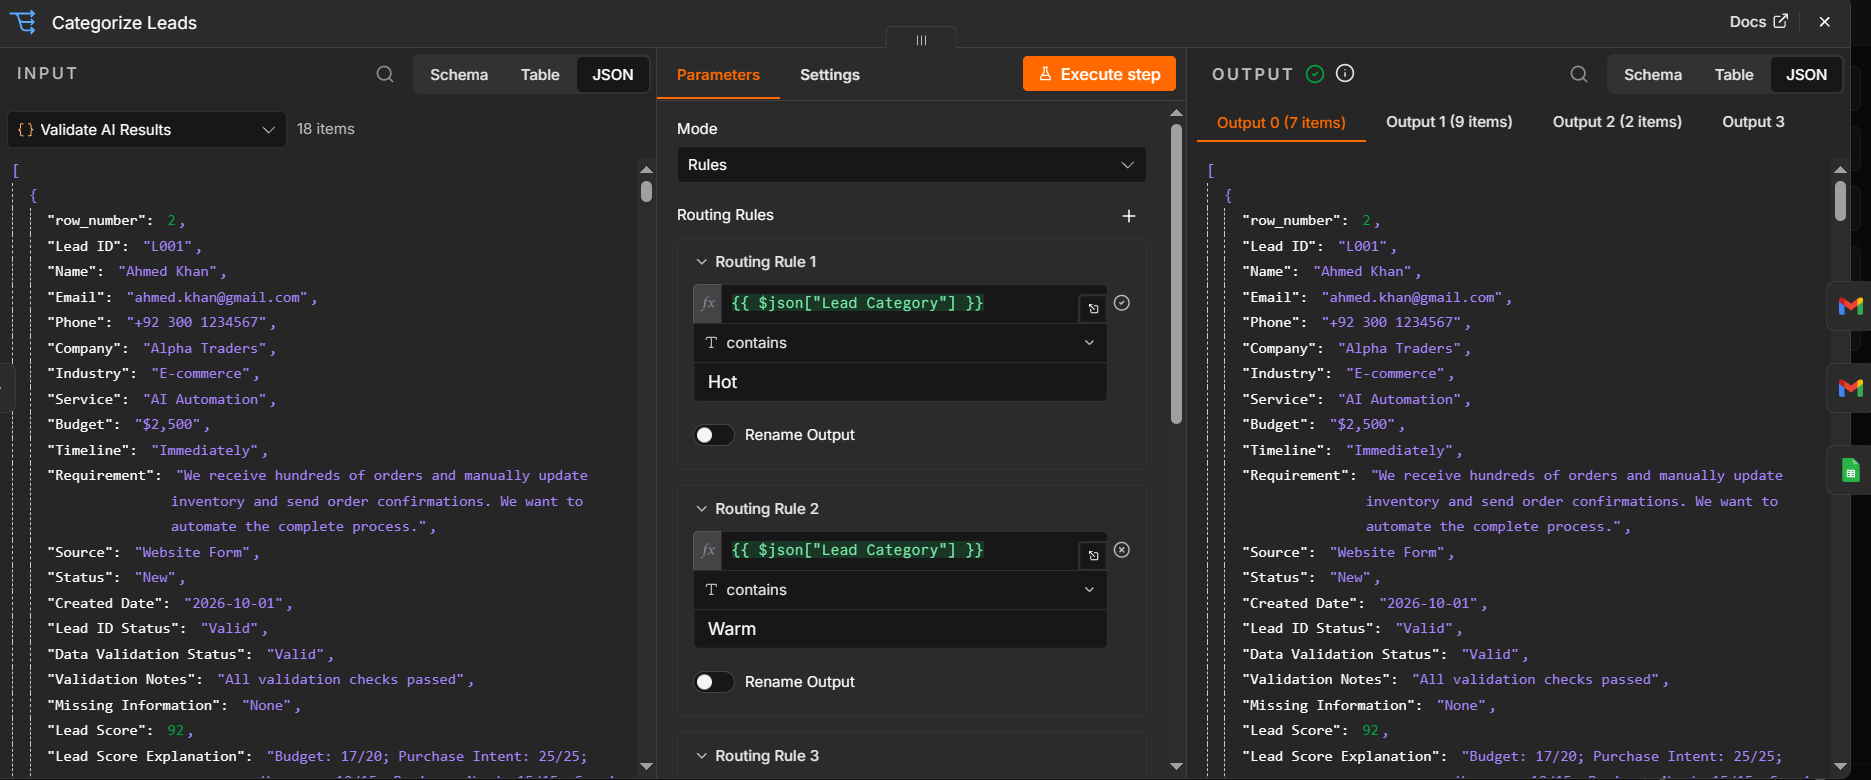 Categorize Leads
Docs
INPUT
Schema
Table
JSON
Validate AI Results
18 items
[
{
"row_number": 2,
"Lead ID": "L001",
"Name": "Ahmed Khan",
"Email": "ahmed.khan@gmail.com",
"Phone": "+92 300 1234567",
"Company": "Alpha Traders",
"Industry": "E-commerce",
"Service": "AI Automation",
"Budget": "$2,500",
"Timeline": "Immediately",
"Requirement": "We receive hundreds of orders and manually update
inventory and send order confirmations. We want to
automate the complete process.",
"Source": "Website Form",
"Status": "New",
"Created Date": "2026-10-01",
"Lead ID Status": "Valid",
"Data Validation Status": "Valid",
"Validation Notes": "All validation checks passed",
"Missing Information": "None",
"Lead Score": 92,
"Lead Score Explanation": "Budget: 17/20; Purchase Intent: 25/25;
Parameters
Settings
Execute step
Mode
Rules
Routing Rules
Routing Rule 1
fx {{ $json["Lead Category"] }}
T contains
Hot
Rename Output
Routing Rule 2
fx {{ $json["Lead Category"] }}
T contains
Warm
Rename Output
Routing Rule 3
OUTPUT
Schema
Table
JSON
Output 0 (7 items)
Output 1 (9 items)
Output 2 (2 items)
Output 3
[
{
"row_number": 2,
"Lead ID": "L001",
"Name": "Ahmed Khan",
"Email": "ahmed.khan@gmail.com",
"Phone": "+92 300 1234567",
"Company": "Alpha Traders",
"Industry": "E-commerce",
"Service": "AI Automation",
"Budget": "$2,500",
"Timeline": "Immediately",
"Requirement": "We receive hundreds of orders and manually update
inventory and send order confirmations. We want to
automate the complete process.",
"Source": "Website Form",
"Status": "New",
"Created Date": "2026-10-01",
"Lead ID Status": "Valid",
"Data Validation Status": "Valid",
"Validation Notes": "All validation checks passed",
"Missing Information": "None",
"Lead Score": 92,
"Lead Score Explanation": "Budget: 17/20; Purchase Intent: 25/25;